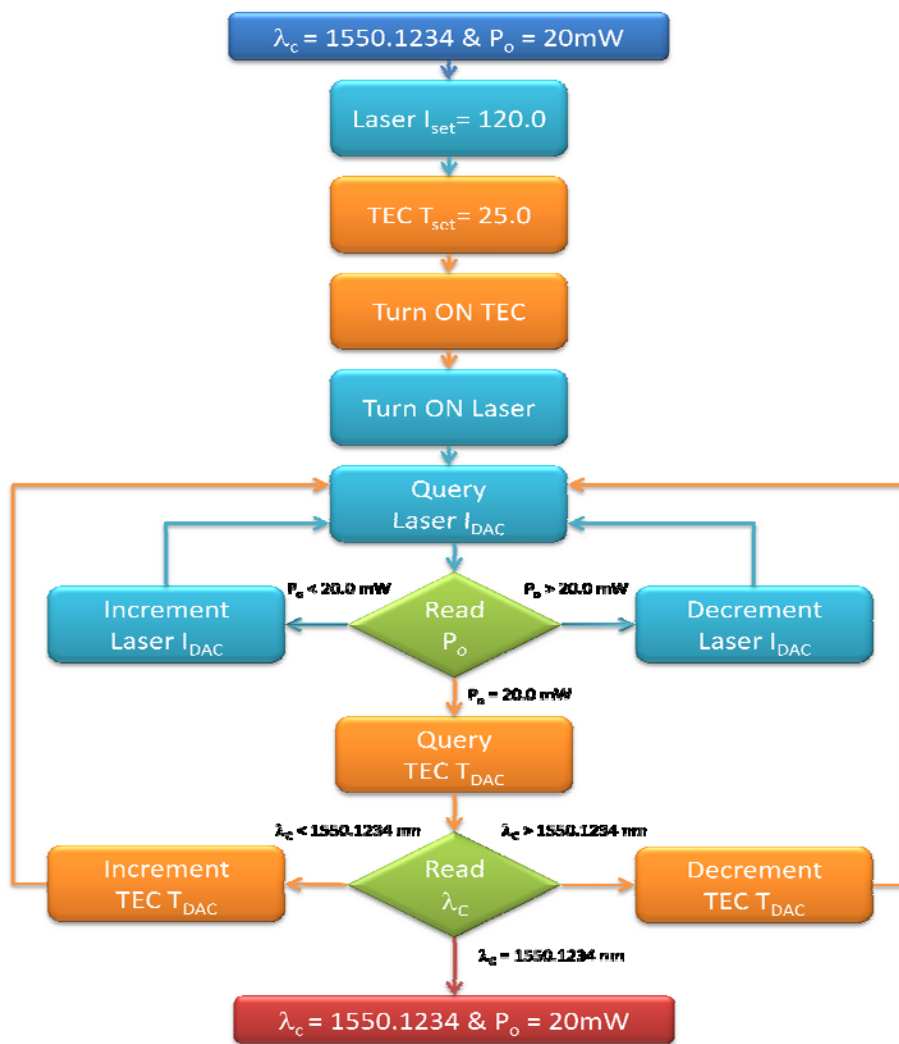 λc = 1550.1234 & Po = 20mW
Laser Iset= 120.0
TEC Tset= 25.0
Turn ON TEC
Turn ON Laser
Query
Laser IDAC
Po < 20.0 mW
Po > 20.0 mW
Increment
Laser IDAC
Read
Po
Decrement
Laser IDAC
Po = 20.0 mW
Query
TEC TDAC
λC < 1550.1234 nm
λC > 1550.1234 nm
Increment
TEC TDAC
Read
λC
Decrement
TEC TDAC
λC = 1550.1234 nm
λc = 1550.1234 & Po = 20mW